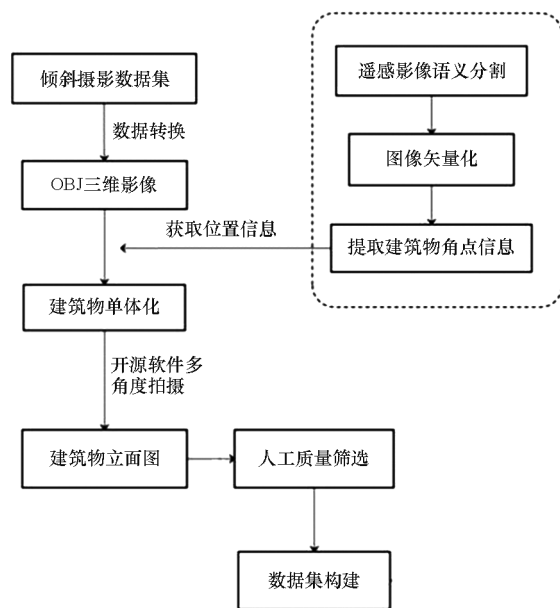 倾斜摄影数据集
数据转换
OBJ三维影像
遥感影像语义分割
图像矢量化
提取建筑物角点信息
获取位置信息
建筑物单体化
开源软件多
角度拍摄
建筑物立面图
人工质量筛选
数据集构建